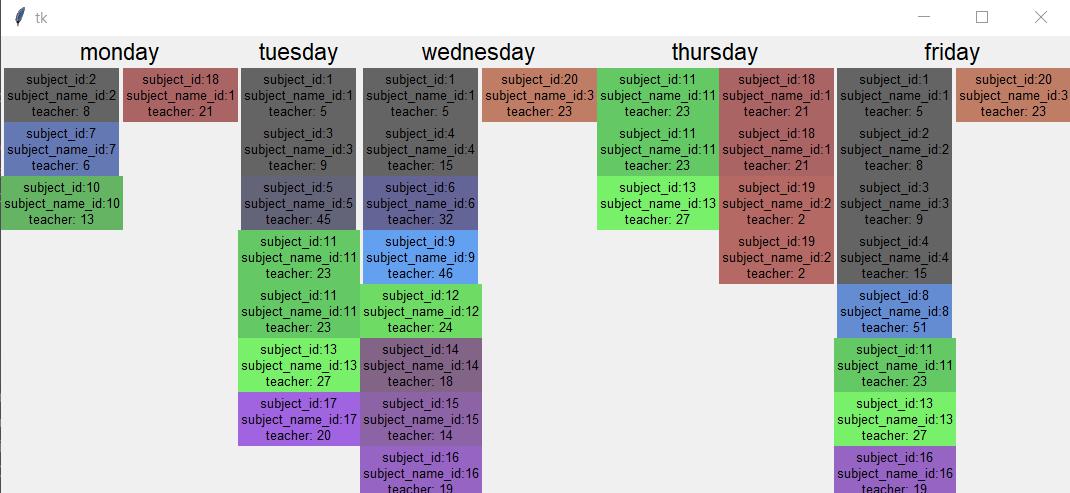 tk
monday
tuesday
wednesday
thursday
friday
subject_id:2
subject_name_id:2
teacher: 8
subject_id:7
subject_name_id:7
teacher: 6
subject_id:10
subject_name_id:10
teacher: 13
subject_id:18
subject_name_id:1
teacher: 21
subject_id:1
subject_name_id:1
teacher: 5
subject_id:3
subject_name_id:3
teacher: 9
subject_id:5
subject_name_id:5
teacher: 45
subject_id:11
subject_name_id:11
teacher: 23
subject_id:11
subject_name_id:11
teacher: 23
subject_id:13
subject_name_id:13
teacher: 27
subject_id:17
subject_name_id:17
teacher: 20
subject_id:1
subject_name_id:1
teacher: 5
subject_id:4
subject_name_id:4
teacher: 15
subject_id:6
subject_name_id:6
teacher: 32
subject_id:9
subject_name_id:9
teacher: 46
subject_id:12
subject_name_id:12
teacher: 24
subject_id:14
subject_name_id:14
teacher: 18
subject_id:15
subject_name_id:15
teacher: 14
subject_id:16
subject_name_id:16
teacher: 19
subject_id:20
subject_name_id:3
teacher: 23
subject_id:11
subject_name_id:11
teacher: 23
subject_id:11
subject_name_id:11
teacher: 23
subject_id:13
subject_name_id:13
teacher: 27
subject_id:18
subject_name_id:1
teacher: 21
subject_id:18
subject_name_id:1
teacher: 21
subject_id:19
subject_name_id:2
teacher: 2
subject_id:19
subject_name_id:2
teacher: 2
subject_id:1
subject_name_id:1
teacher: 5
subject_id:2
subject_name_id:2
teacher: 8
subject_id:3
subject_name_id:3
teacher: 9
subject_id:4
subject_name_id:4
teacher: 15
subject_id:8
subject_name_id:8
teacher: 51
subject_id:11
subject_name_id:11
teacher: 23
subject_id:13
subject_name_id:13
teacher: 27
subject_id:16
subject_name_id:16
teacher: 19
subject_id:20
subject_name_id:3
teacher: 23